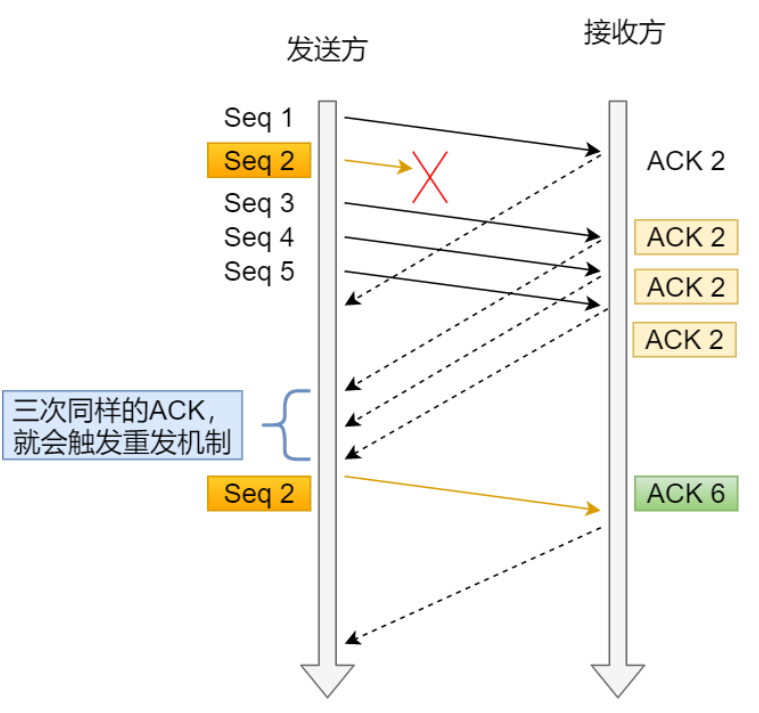 发送方
接收方
Seq 1
Seq 2
ACK 2
Seq 3
Seq 4
ACK 2
Seq 5
ACK 2
ACK 2
三次同样的ACK，
就会触发重发机制
Seq 2
ACK 6